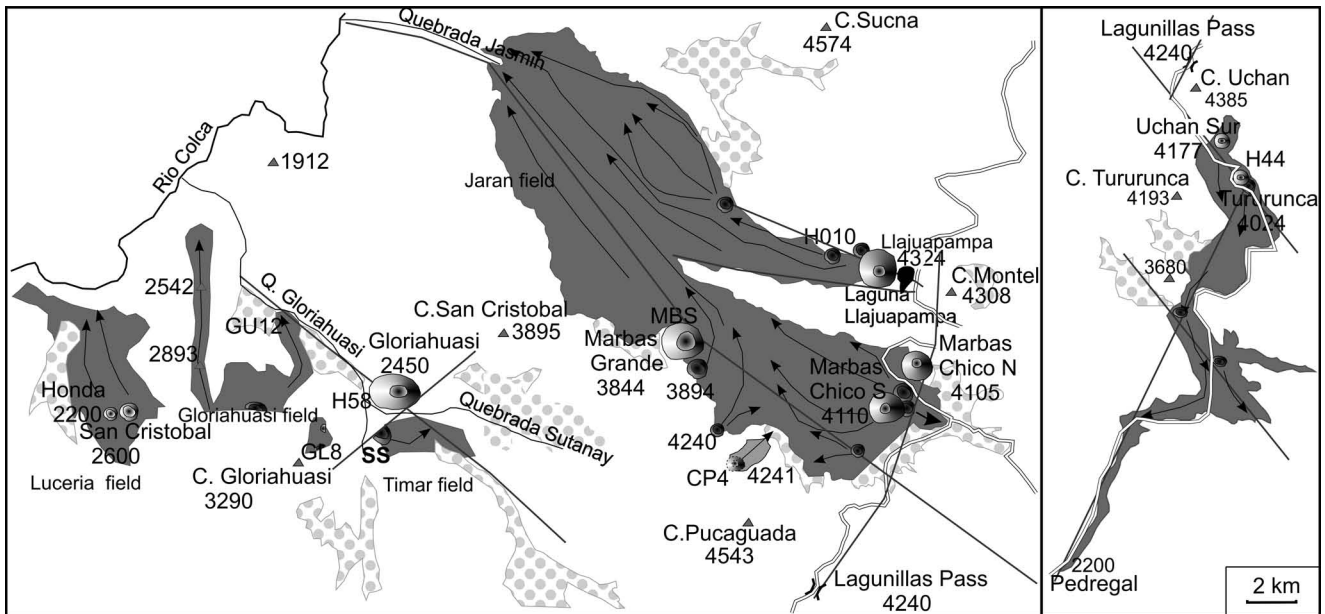 Quebrada Jasmin
C.Sucna
4574
Rio Colca
1912
Jaran field
H010
Llajuapampa
4324
C.Montel
4308
Laguna
Llajuapampa
2542
Q. Gloriahuasi
C.San Cristobal
3895
MBS
Marbas
Grande
3844
3894
GU12
Gloriahuasi
2450
2893
Marbas
Chico N
4105
Marbas
Chico S
4110
Honda
2200
San Cristobal
2600
Gloriahuasi field
H58
Quebrada Sutanay
GL8
SS
4240
CP4
4241
Luceria field
C. Gloriahuasi
3290
Timar field
C.Pucaguada
4543
Lagunillas Pass
4240
Lagunillas Pass
4240
C. Uchan
4385
Uchan Sur
4177
H44
C. Tururunca
4193
Tururunca
4024
3680
2200
Pedregal
2 km